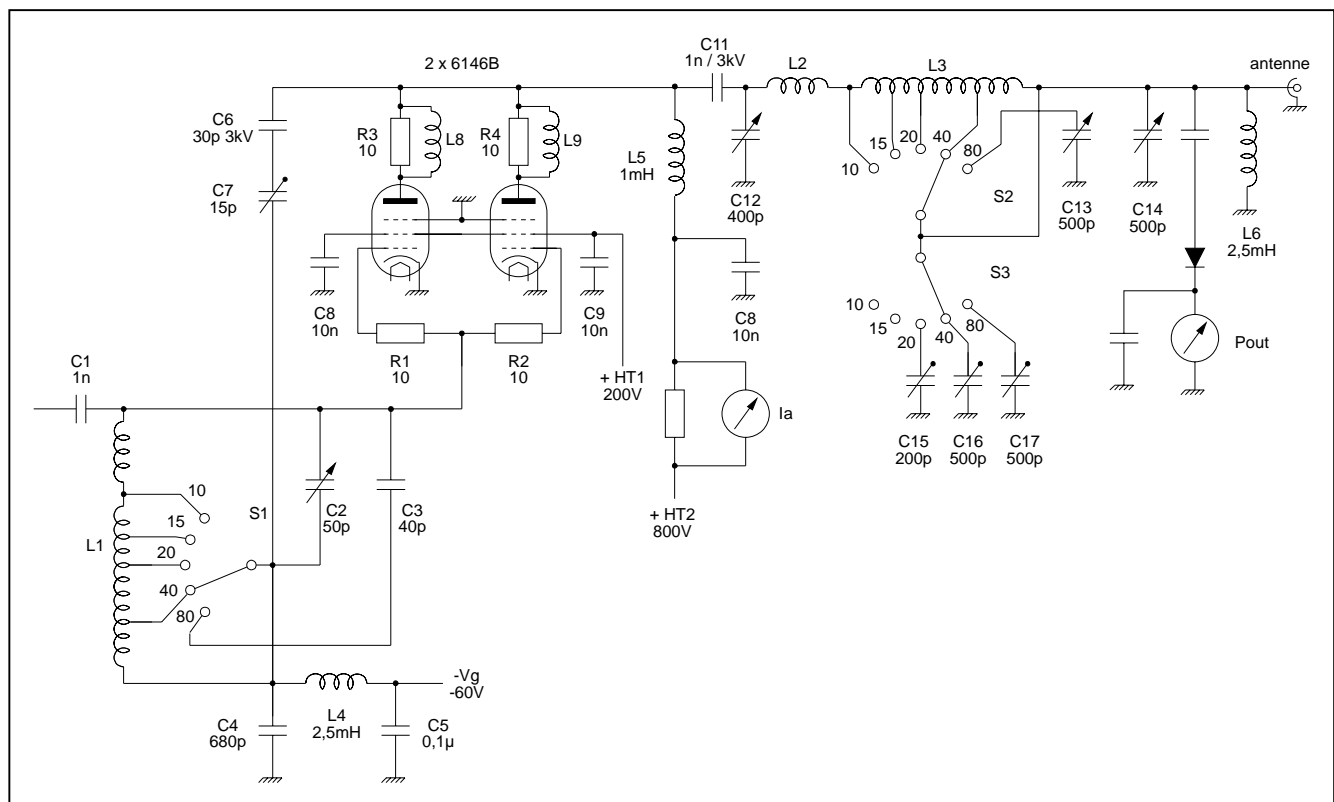 2 x 6146B
C11
1n / 3kV
L2
L3
antenne
C6
30p 3kV
R3
10
L8
R4
10
L9
C7
15p
L5
1mH
C12
400p
10
15
20
40
80
S2
C13
500p
C14
500p
L6
2,5mH
C8
10n
C9
10n
C8
10n
S3
10
15
20
40
80
Pout
R1
10
R2
10
+ HT1
200V
C1
1n
Ia
C15
200p
C16
500p
C17
500p
+ HT2
800V
L1
10
15
20
40
80
S1
C2
50p
C3
40p
-Vg
-60V
C4
680p
L4
2,5mH
C5
0,1µ